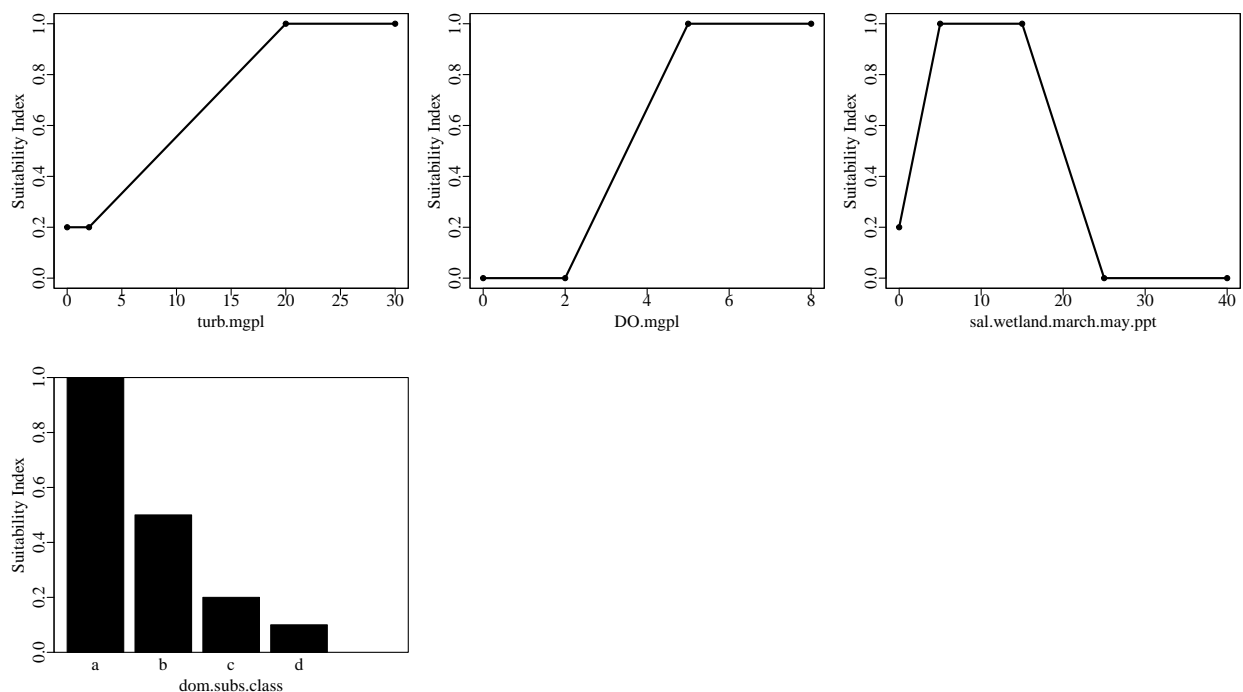 Suitability Index
0.0 0.2 0.4 0.6 0.8 1.0
0 5 10 15 20 25 30
turb.mgpl
Suitability Index
0.0 0.2 0.4 0.6 0.8 1.0
0 2 4 6 8
DO.mgpl
Suitability Index
0.0 0.2 0.4 0.6 0.8 1.0
0 10 20 30 40
sal.wetland.march.may.ppt
Suitability Index
0.0 0.2 0.4 0.6 0.8 1.0
a b c d
dom.subs.class